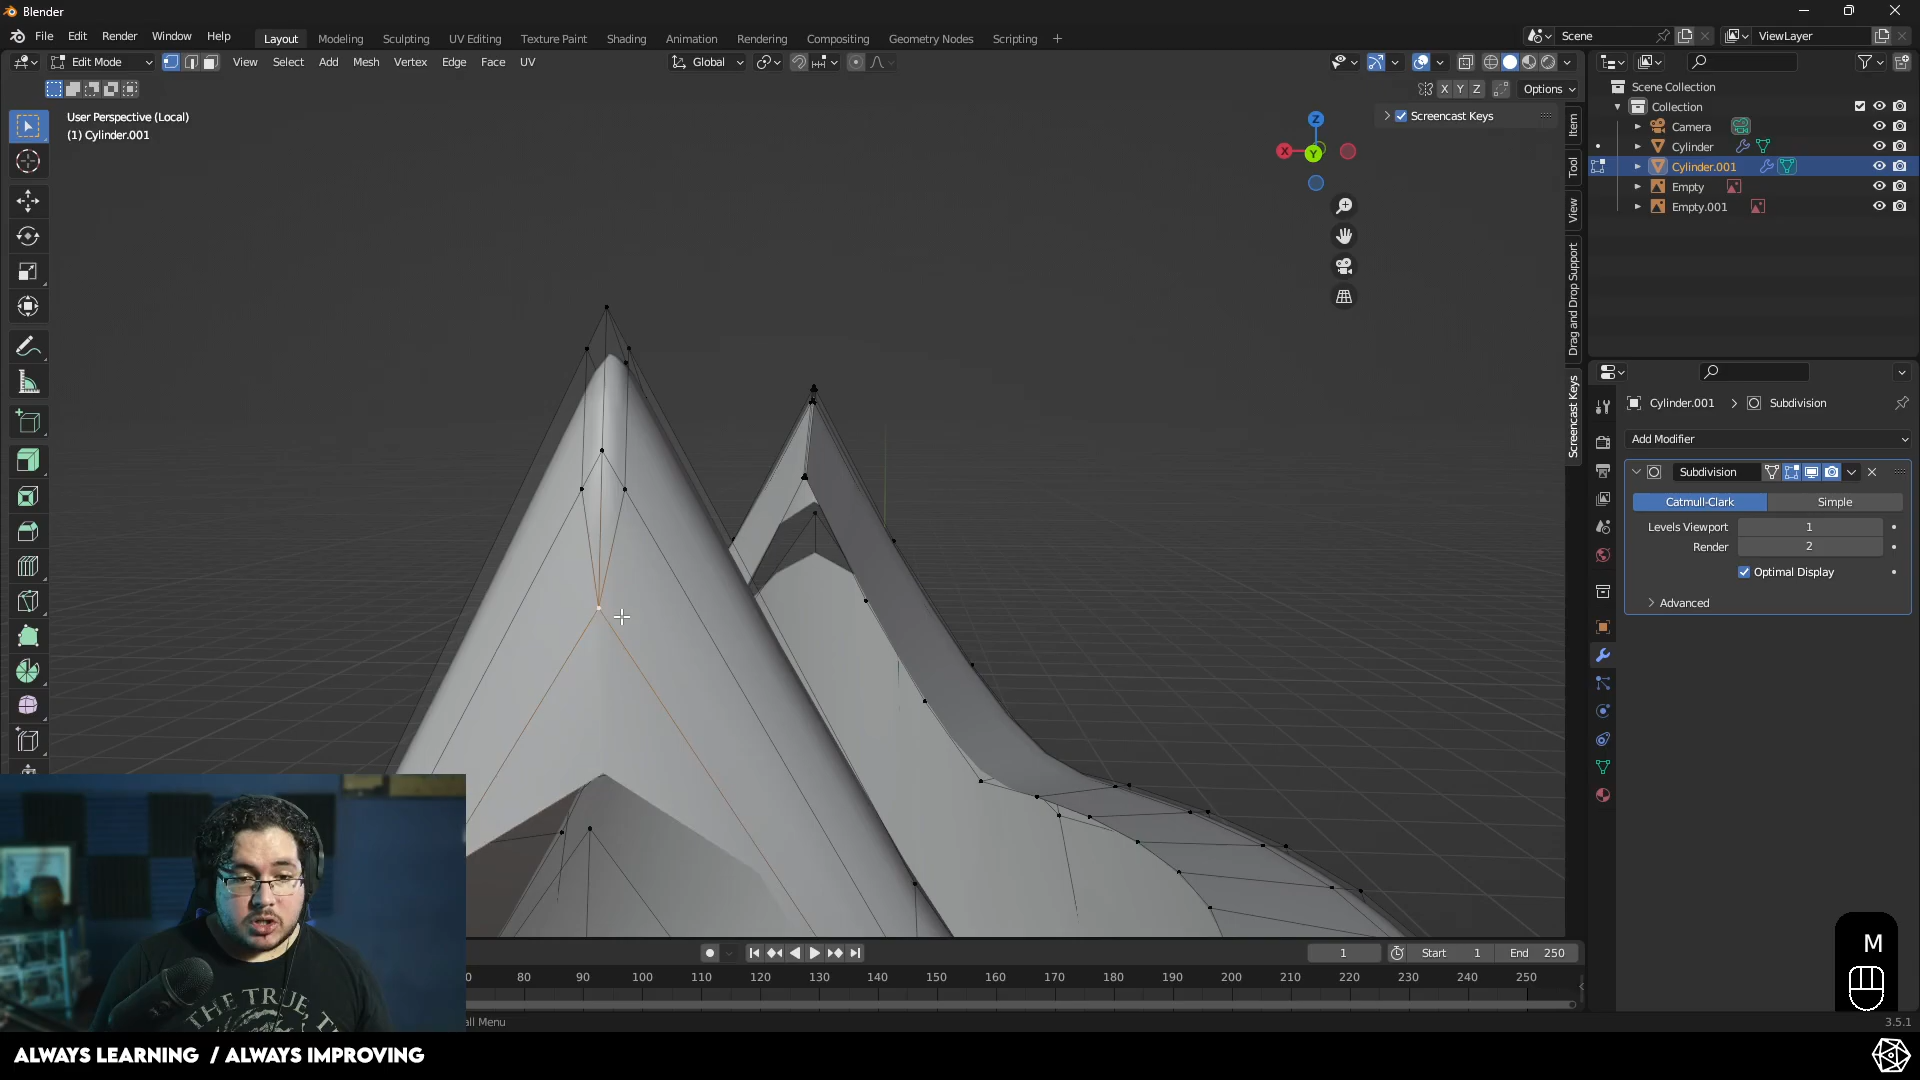 Blender
File Edit Render Window Help
Layout Modeling Sculpting UV Editing Texture Paint Shading Animation Rendering Compositing Geometry Nodes Scripting +
Scene
ViewLayer
Edit Mode
View Select Add Mesh Vertex Edge Face UV
Global
X Y Z
Options
User Perspective (Local)
(1) Cylinder.001
Screencast Keys
Z
X
Y
Item
Tool
View
Drag and Drop Support
Screencast Keys
Scene Collection
Collection
Camera
Cylinder
Cylinder.001
Empty
Empty.001
Cylinder.001 > Subdivision
Add Modifier
Subdivision
Catmull-Clark Simple
Levels Viewport 1
Render 2
Optimal Display
Advanced
M
1
Start 1
End 250
80 90 100 110 120 130 140 150 160 170 180 190 200 210 220 230 240 250
all Menu
3.5.1
THE TRUE,
ALWAYS LEARNING / ALWAYS IMPROVING